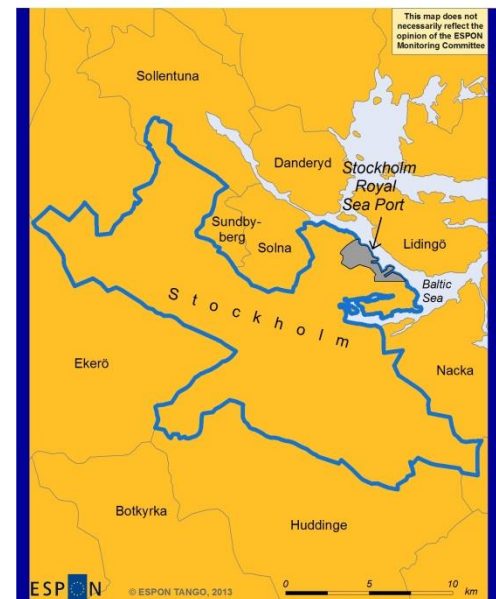 This map does not
necessarily reflect the
opinion of the ESPON
Monitoring Committee
Sollentuna
Danderyd
Stockholm
Royal
Sea Port
Sundby-
berg
Solna
Lidingö
Baltic
Sea
Stockholm
Ekerö
Nacka
Botkyrka
Huddinge
ESPON
© ESPON TANGO, 2013
0 5 10
km